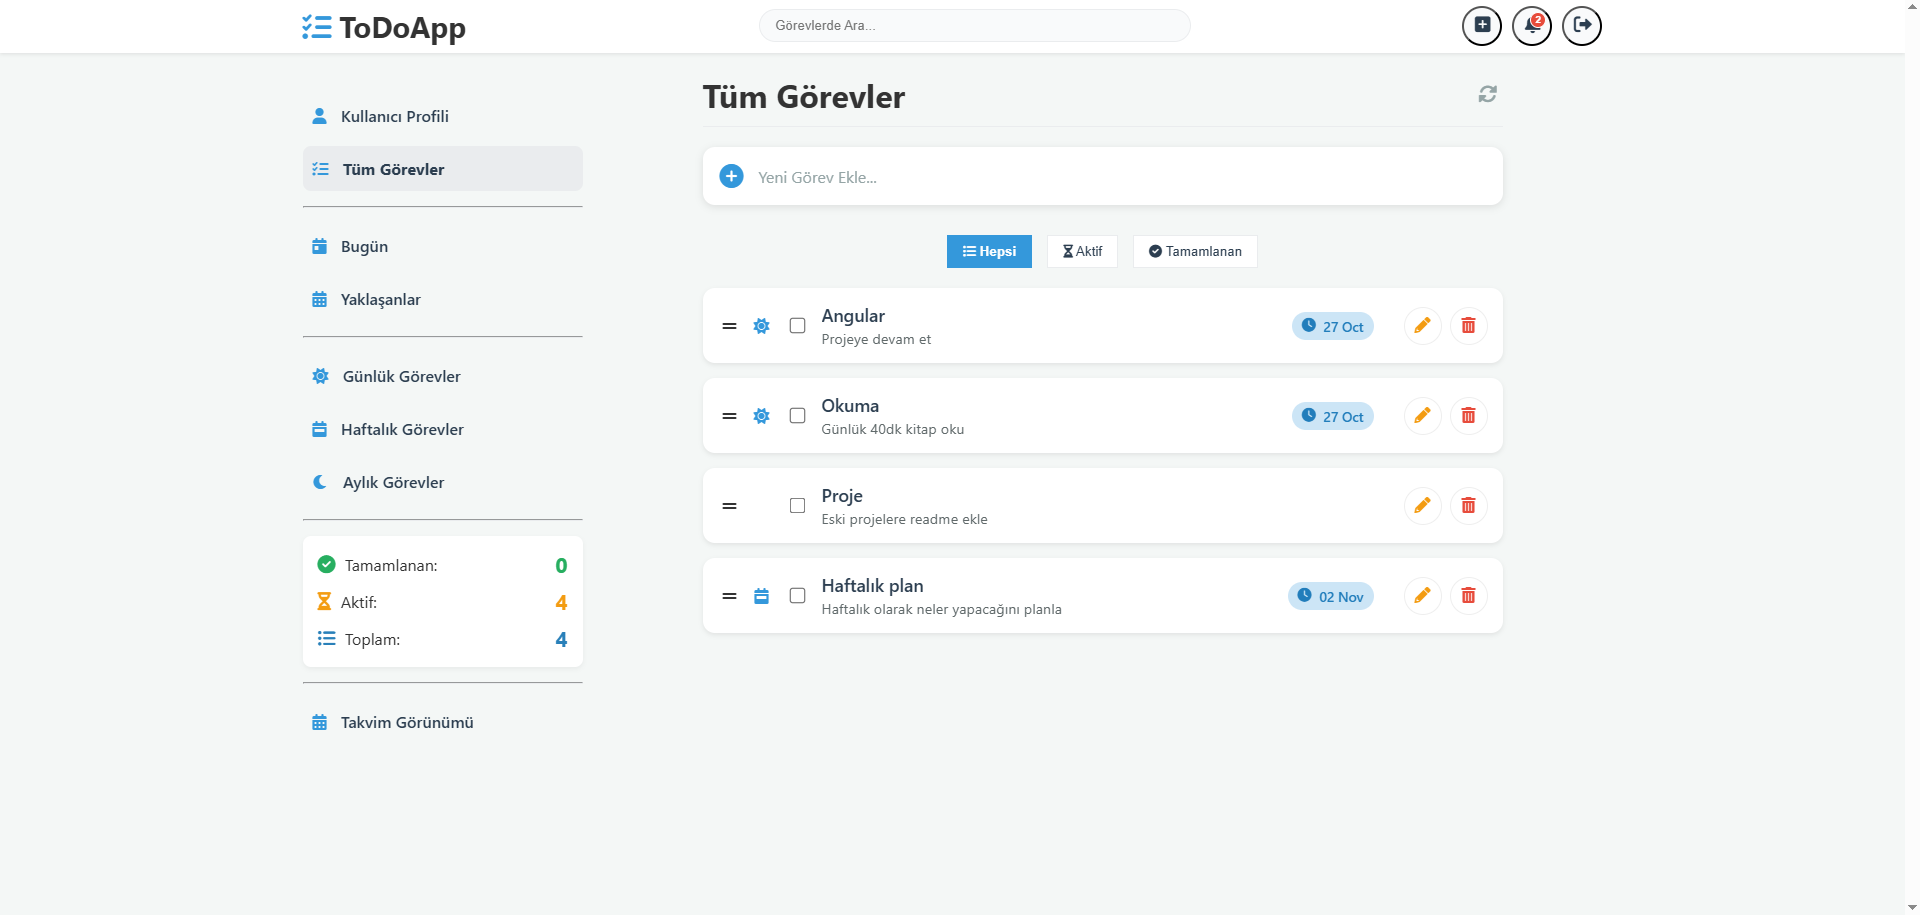 ToDoApp
Görevlerde Ara...
2
Kullanıcı Profili
Tüm Görevler
Bugün
Yaklaşanlar
Günlük Görevler
Haftalık Görevler
Aylık Görevler
Tamamlanan: 0
Aktif: 4
Toplam: 4
Takvim Görünümü
Tüm Görevler
Yeni Görev Ekle...
Hepsi Aktif Tamamlanan
Angular
Projeye devam et
27 Oct
Okuma
Günlük 40dk kitap oku
27 Oct
Proje
Eski projelere readme ekle
Haftalık plan
Haftalık olarak neler yapacağını planla
02 Nov